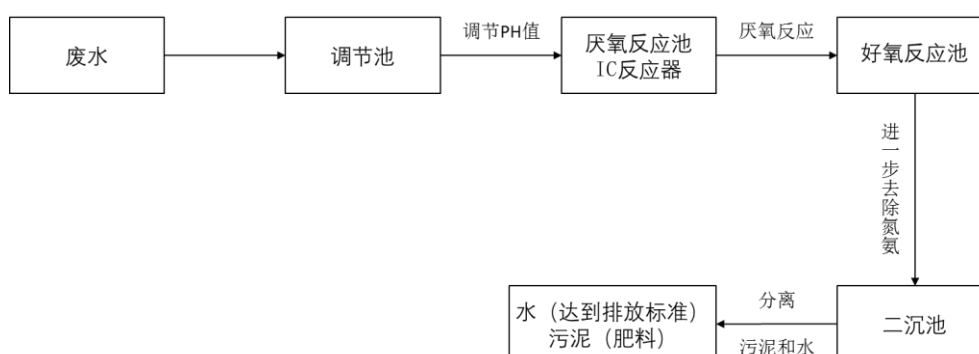 废水
调节池
调节PH值
厌氧反应池
IC反应器
厌氧反应
好氧反应池
进一步去除氮氨
二沉池
分离
污泥和水
水（达到排放标准）
污泥（肥料）